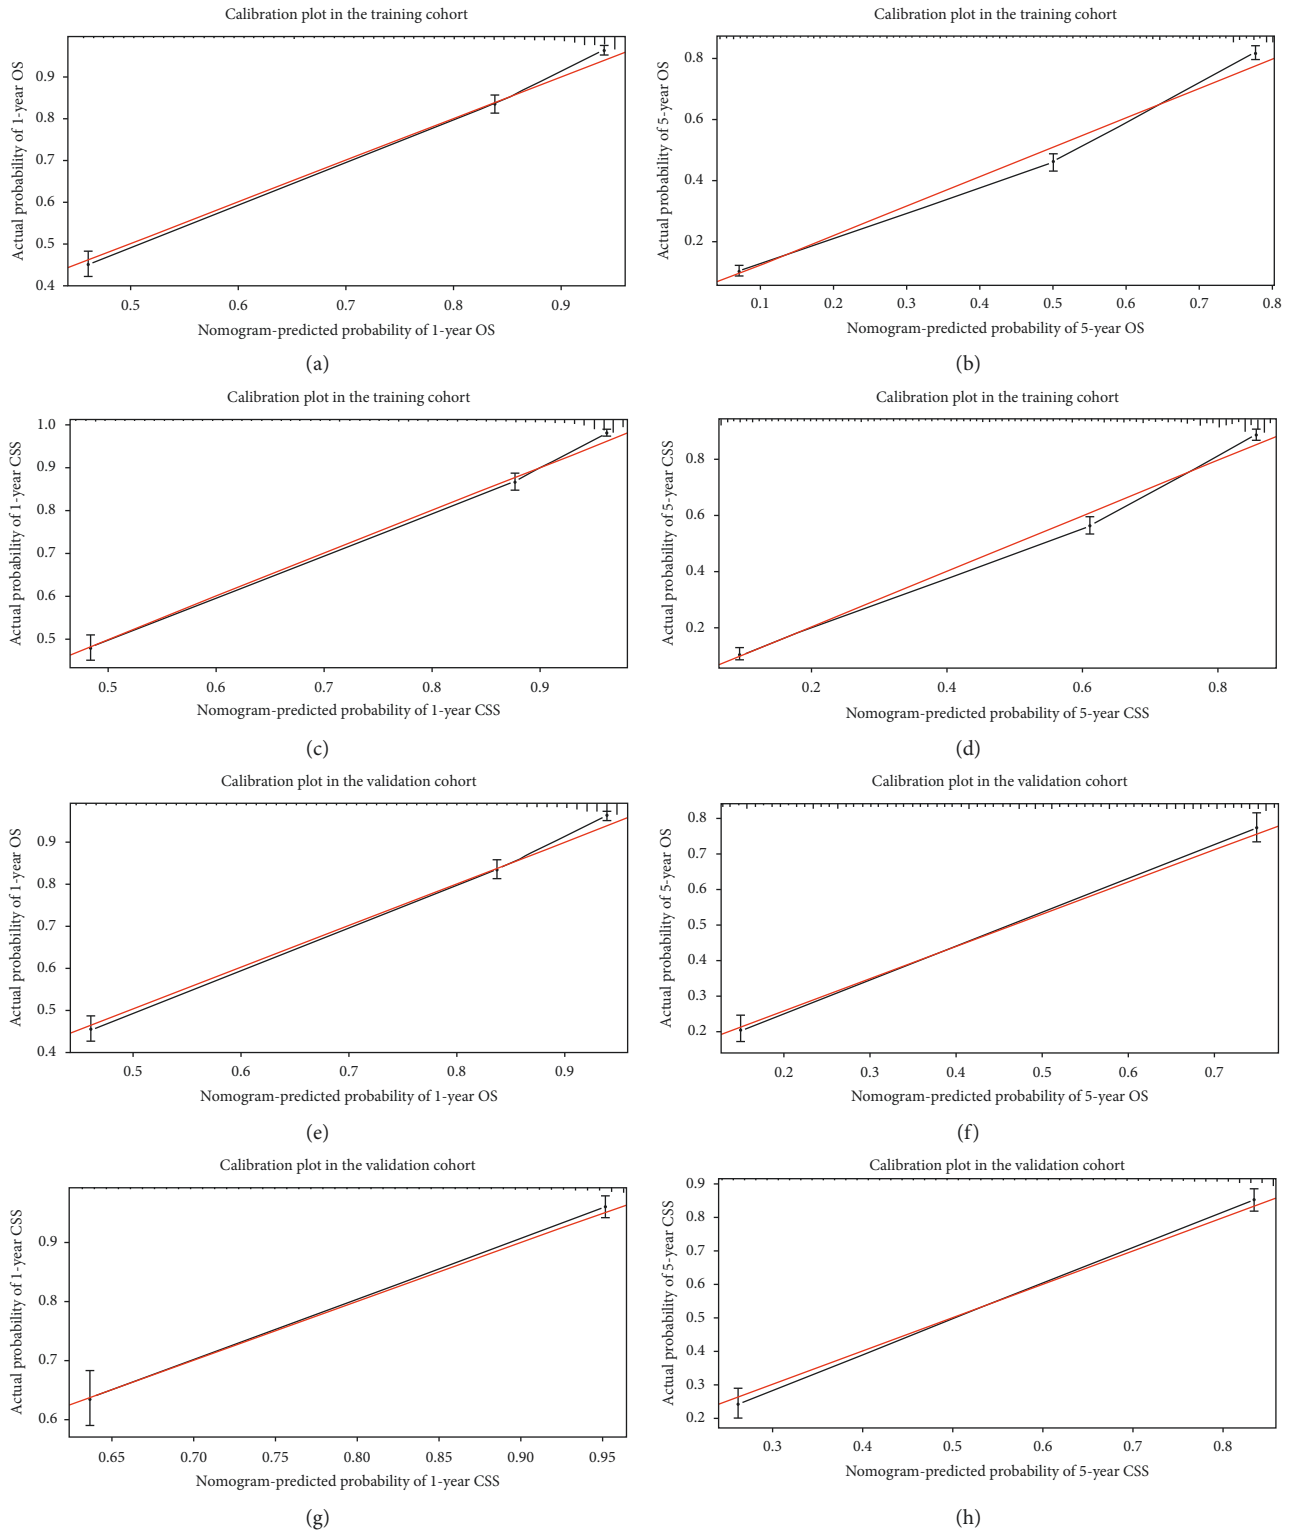 Calibration plot in the training cohort
Actual probability of 1-year OS
0.9
0.8
0.7
0.6
0.5
0.4
0.5 0.6 0.7 0.8 0.9
Nomogram-predicted probability of 1-year OS
(a)
Calibration plot in the training cohort
Actual probability of 5-year OS
0.8
0.6
0.4
0.2
0.1 0.2 0.3 0.4 0.5 0.6 0.7 0.8
Nomogram-predicted probability of 5-year OS
(b)
Calibration plot in the training cohort
Actual probability of 1-year CSS
1.0
0.9
0.8
0.7
0.6
0.5
0.5 0.6 0.7 0.8 0.9
Nomogram-predicted probability of 1-year CSS
(c)
Calibration plot in the training cohort
Actual probability of 5-year CSS
0.8
0.6
0.4
0.2
0.2 0.4 0.6 0.8
Nomogram-predicted probability of 5-year CSS
(d)
Calibration plot in the validation cohort
Actual probability of 1-year OS
0.9
0.8
0.7
0.6
0.5
0.4
0.5 0.6 0.7 0.8 0.9
Nomogram-predicted probability of 1-year OS
(e)
Calibration plot in the validation cohort
Actual probability of 5-year OS
0.8
0.7
0.6
0.5
0.4
0.3
0.2
0.2 0.3 0.4 0.5 0.6 0.7
Nomogram-predicted probability of 5-year OS
(f)
Calibration plot in the validation cohort
Actual probability of 1-year CSS
0.9
0.8
0.7
0.6
0.65 0.70 0.75 0.80 0.85 0.90 0.95
Nomogram-predicted probability of 1-year CSS
(g)
Calibration plot in the validation cohort
Actual probability of 5-year CSS
0.9
0.8
0.7
0.6
0.5
0.4
0.3
0.2
0.3 0.4 0.5 0.6 0.7 0.8
Nomogram-predicted probability of 5-year CSS
(h)